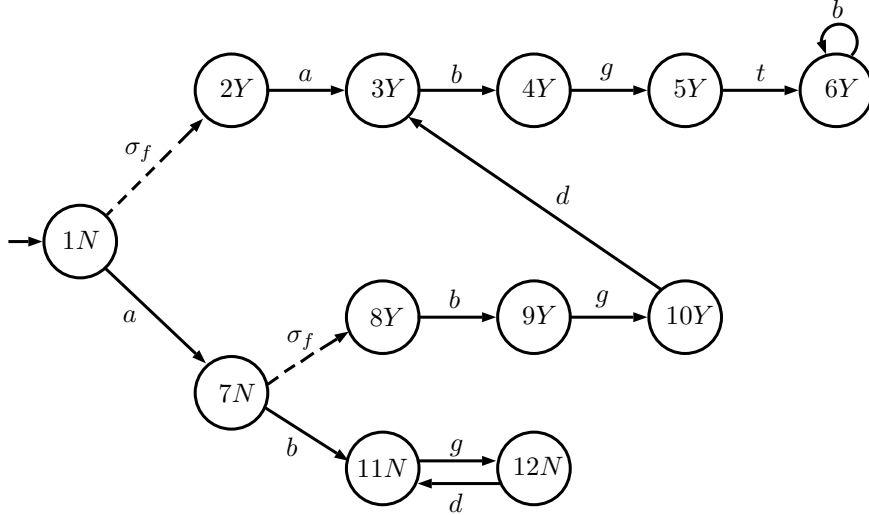 b
2Y a 3Y b 4Y g 5Y t 6Y
σ_f
d
1N
a 8Y b 9Y g 10Y
σ_f
7N
b 11N g 12N
d